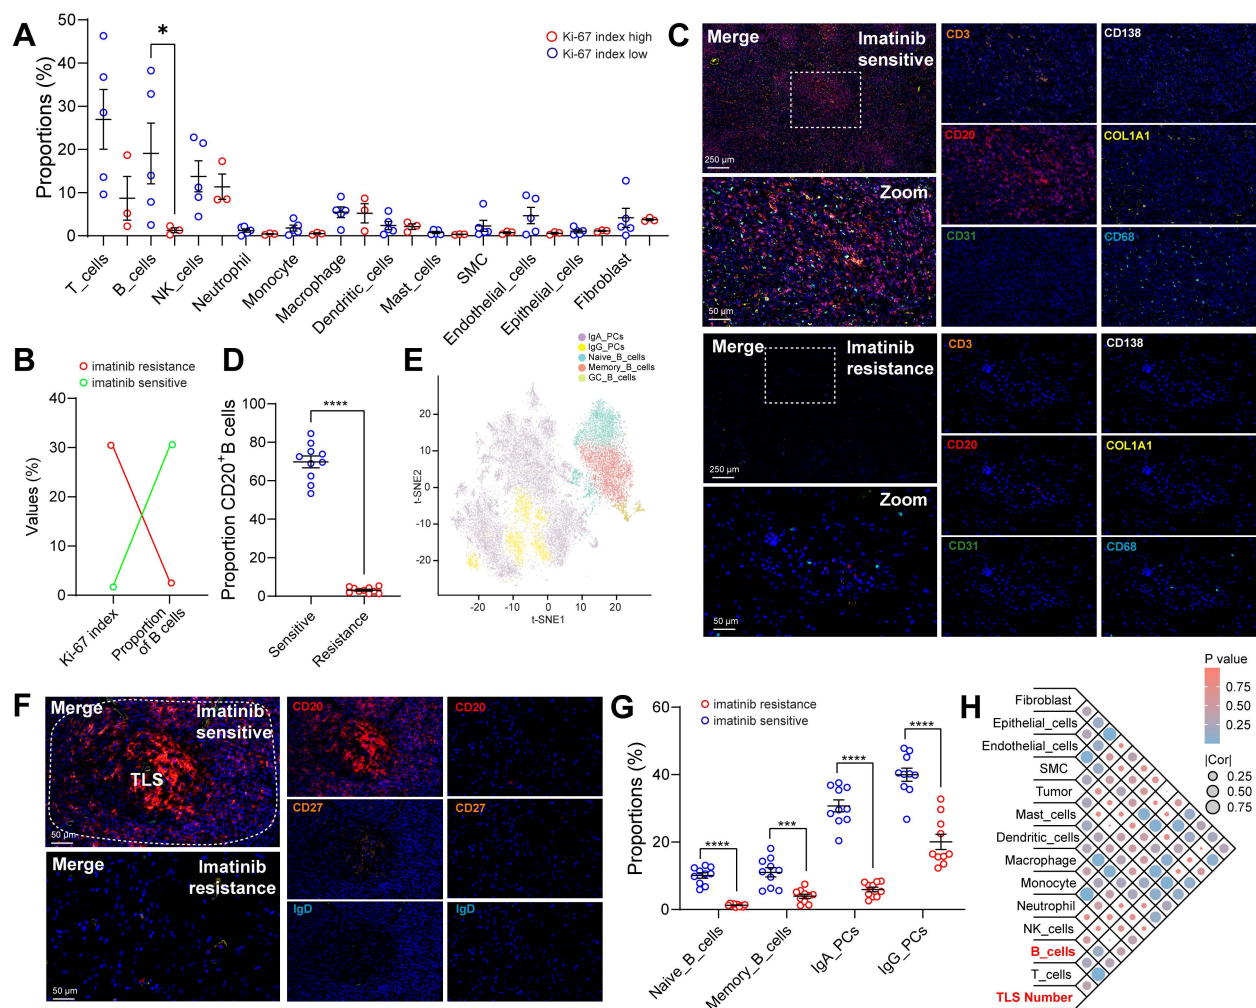 A
50
40
30
20
10
0
Proportions (%)
*
Ki-67 index high
Ki-67 index low
T_cells
B_cells
NK_cells
Neutrophil
Monocyte
Macrophage
Dendritic_cells
Mast_cells
SMC
Endothelial_cells
Epithelial_cells
Fibroblast
B
imatinib resistance
imatinib sensitive
40
30
20
10
0
Values (%)
Ki-67 index
Proportion
of B cells
D
100
80
60
40
20
0
Proportion CD20+ B cells
****
Sensitive
Resistance
E
IgA_PCs
IgG_PCs
Naive_B_cells
Memory_B_cells
GC_B_cells
20
10
0
-10
-20
t-SNE2
-20
-10
0
10
20
t-SNE1
C
Merge
Imatinib
sensitive
250 µm
Zoom
50 µm
CD3
CD138
CD20
COL1A1
CD31
CD68
Merge
Imatinib
resistance
250 µm
Zoom
50 µm
CD3
CD138
CD20
COL1A1
CD31
CD68
F
Merge
Imatinib
sensitive
TLS
50 µm
Merge
Imatinib
resistance
50 µm
CD20
CD20
CD27
CD27
IgD
IgD
G
60
40
20
0
Proportions (%)
imatinib resistance
imatinib sensitive
****
***
****
****
Naive_B_cells
Memory_B_cells
IgA_PCs
IgG_PCs
H
Fibroblast
Epithelial_cells
Endothelial_cells
SMC
Tumor
Mast_cells
Dendritic_cells
Macrophage
Monocyte
Neutrophil
NK_cells
B_cells
T_cells
TLS Number
P value
0.75
0.50
0.25
|Cor|
0.25
0.50
0.75